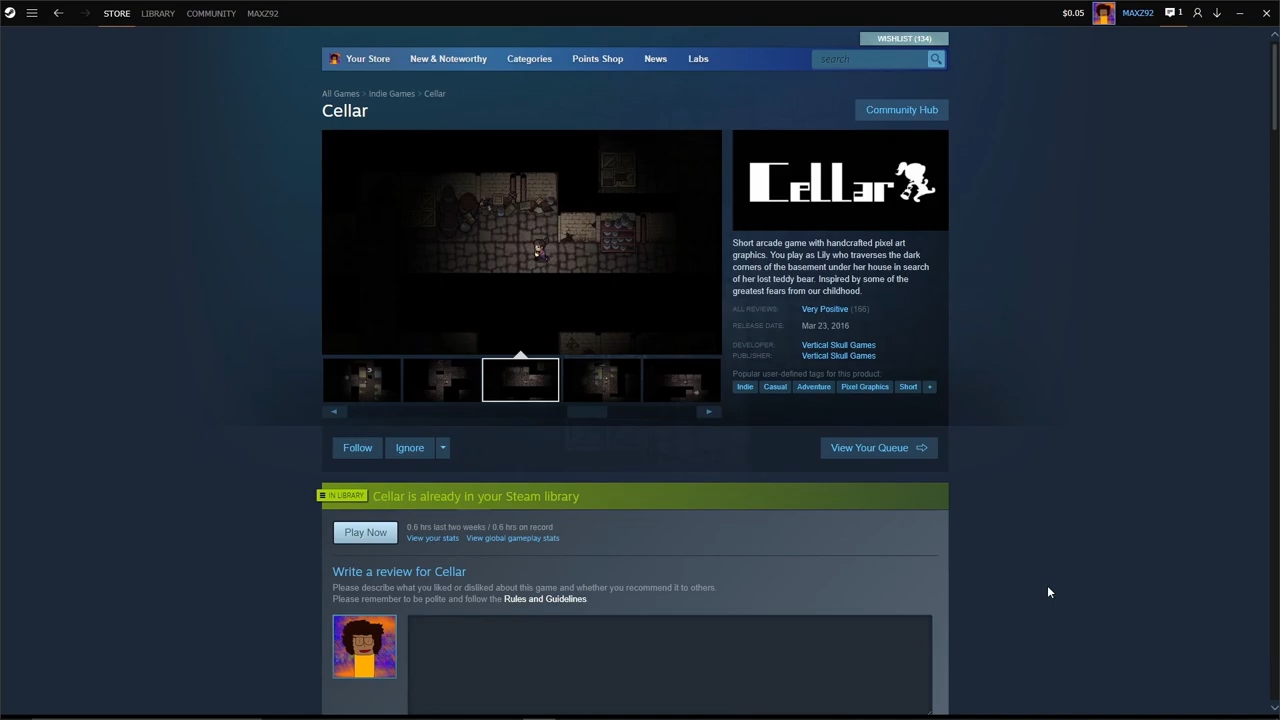 STORE LIBRARY COMMUNITY MAXZ92 $0.05 MAXZ92 1
WISHLIST (134)
Your Store New & Noteworthy Categories Points Shop News Labs search
All Games > Indie Games > Cellar
Cellar
Community Hub
Cellar
Short arcade game with handcrafted pixel art
graphics. You play as Lily who traverses the dark
corners of the basement under her house in search
of her lost teddy bear. Inspired by some of the
greatest fears from our childhood.
ALL REVIEWS: Very Positive (166)
RELEASE DATE: Mar 23, 2016
DEVELOPER: Vertical Skull Games
PUBLISHER: Vertical Skull Games
Popular user-defined tags for this product:
Indie Casual Adventure Pixel Graphics Short +
Follow Ignore View Your Queue
IN LIBRARY Cellar is already in your Steam library
Play Now
0.6 hrs last two weeks / 0.6 hrs on record
View your stats View global gameplay stats
Write a review for Cellar
Please describe what you liked or disliked about this game and whether you recommend it to others.
Please remember to be polite and follow the Rules and Guidelines